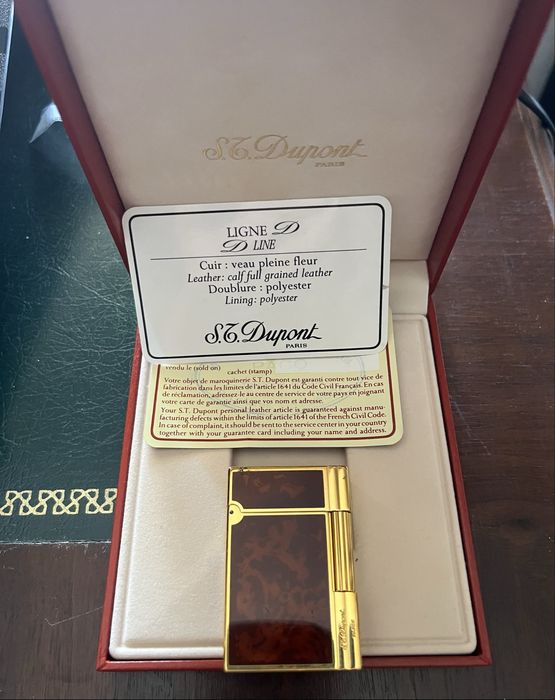 S.T. Dupont
PARIS
LIGNE D
D LINE
Cuir : veau pleine fleur
Leather: calf full grained leather
Doublure : polyester
Lining: polyester
S.T. Dupont
PARIS
vendu le (sold on)
cachet (stamp)
Votre objet de maroquinerie S.T. Dupont est garanti contre tout vice de
fabrication dans les limites de l'article 1641 du Code Civil Français. En cas
de réclamation, adressez-le au centre de service de votre pays en joignant
votre carte de garantie ainsi que vos nom et adresse.
Your S.T. Dupont personal leather article is guaranteed against manu-
facturing defects within the limits of article 1641 of the French Civil Code.
In case of complaint, it should be sent to the service center in your country
together with your guarantee card including your name and address.
S.T. Dupont
PARIS